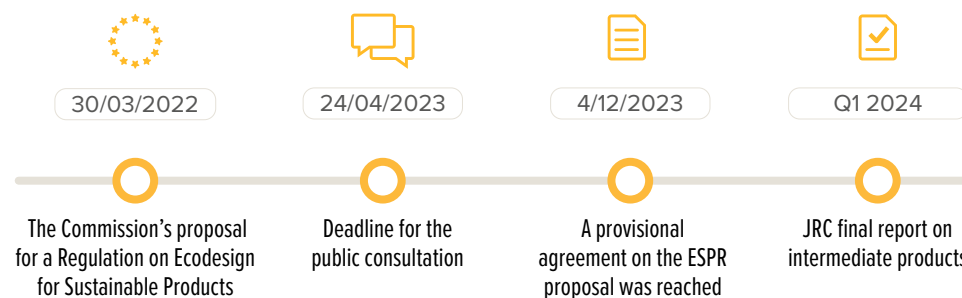 30/03/2022
24/04/2023
4/12/2023
Q1 2024
The Commission's proposal
for a Regulation on Ecodesign
for Sustainable Products
Deadline for the
public consultation
A provisional
agreement on the ESPR
proposal was reached
JRC final report on
intermediate products